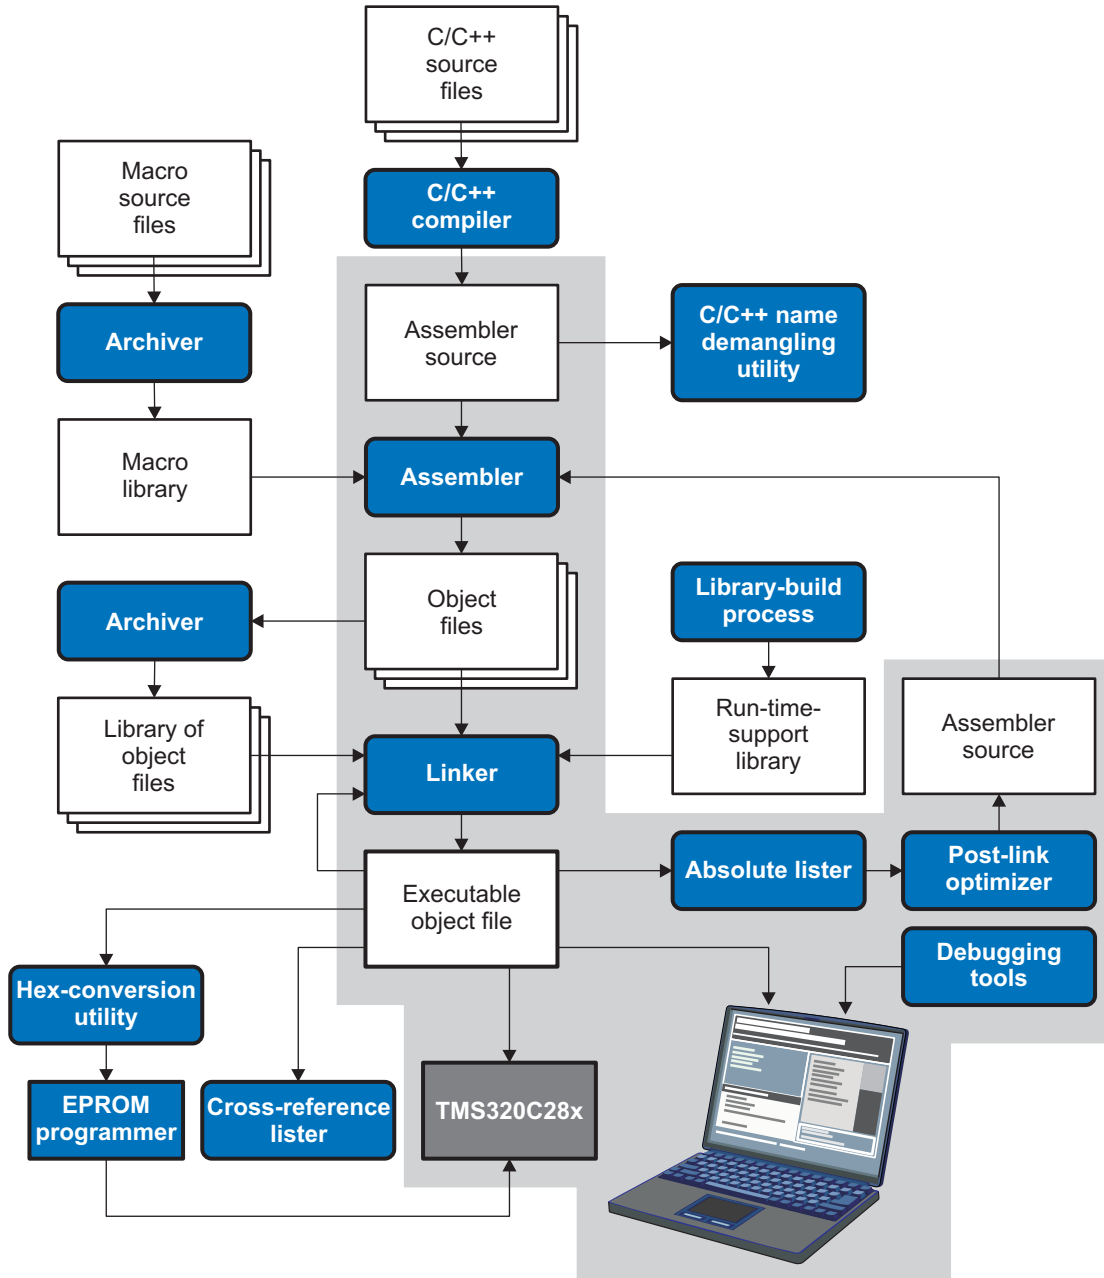 C/C++
source
files
Macro
source
files
C/C++
compiler
Archiver
Assembler
source
C/C++ name
demangling
utility
Macro
library
Assembler
Archiver
Object
files
Library-build
process
Library of
object
files
Linker
Run-time-
support
library
Assembler
source
Executable
object file
Absolute lister
Post-link
optimizer
Debugging
tools
Hex-conversion
utility
EPROM
programmer
Cross-reference
lister
TMS320C28x